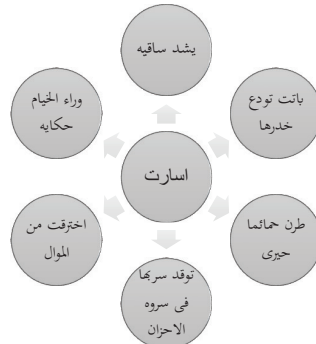 يشد ساقيه
باتت تودع
خدرها
طرن حمائما
حيرى
توقد سربها
فى سروه
الاحزان
اخترقت من
الموال
وراء الخيام
حكايه
اسارت